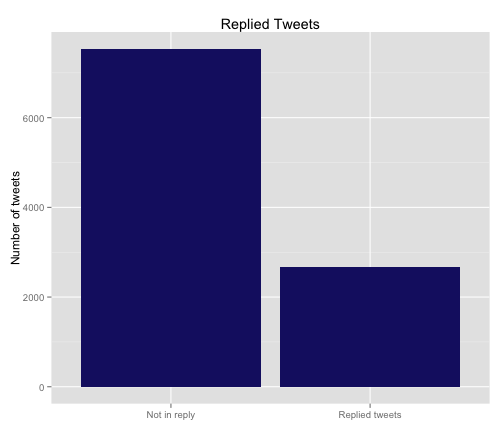 Replied Tweets
Number of tweets
6000
4000
2000
0
Not in reply
Replied tweets